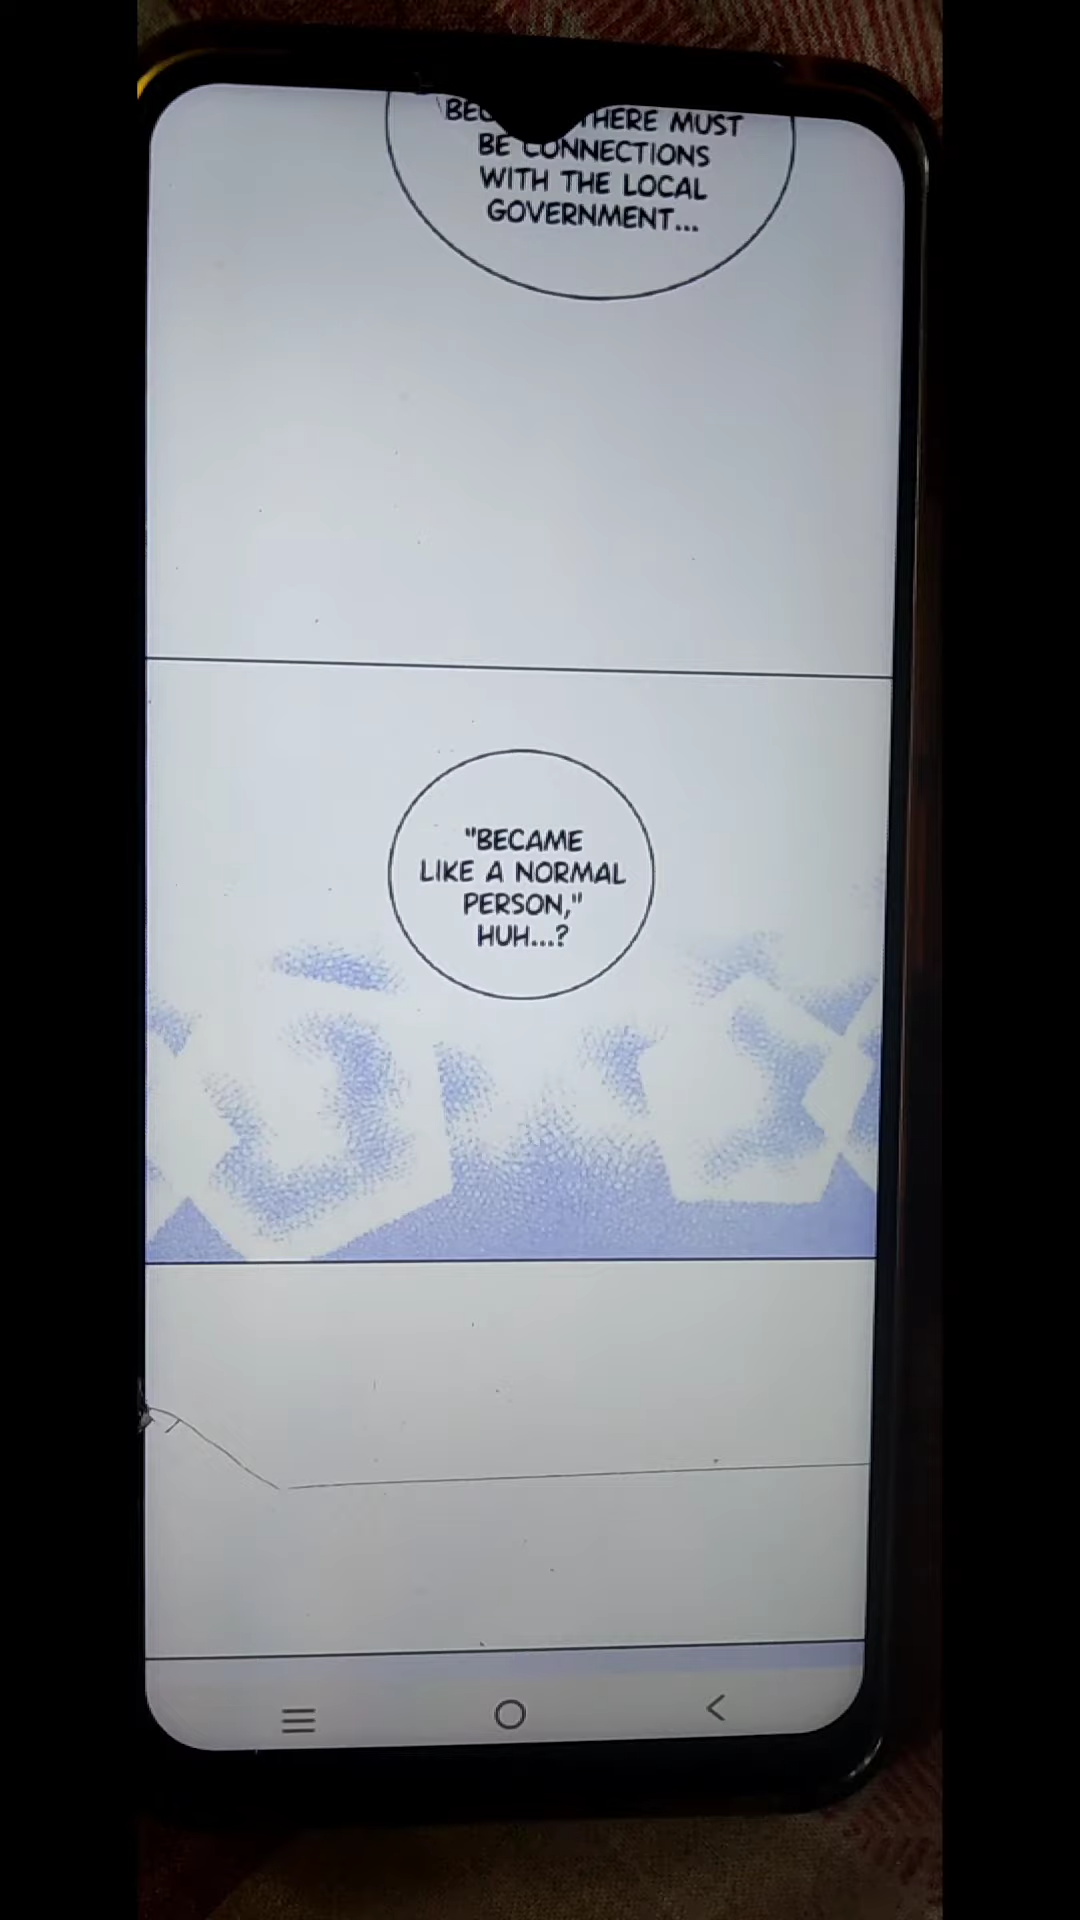 THERE MUST
BE CONNECTIONS
WITH THE LOCAL
GOVERNMENT...
"BECAME
LIKE A NORMAL
PERSON,"
HUH...?